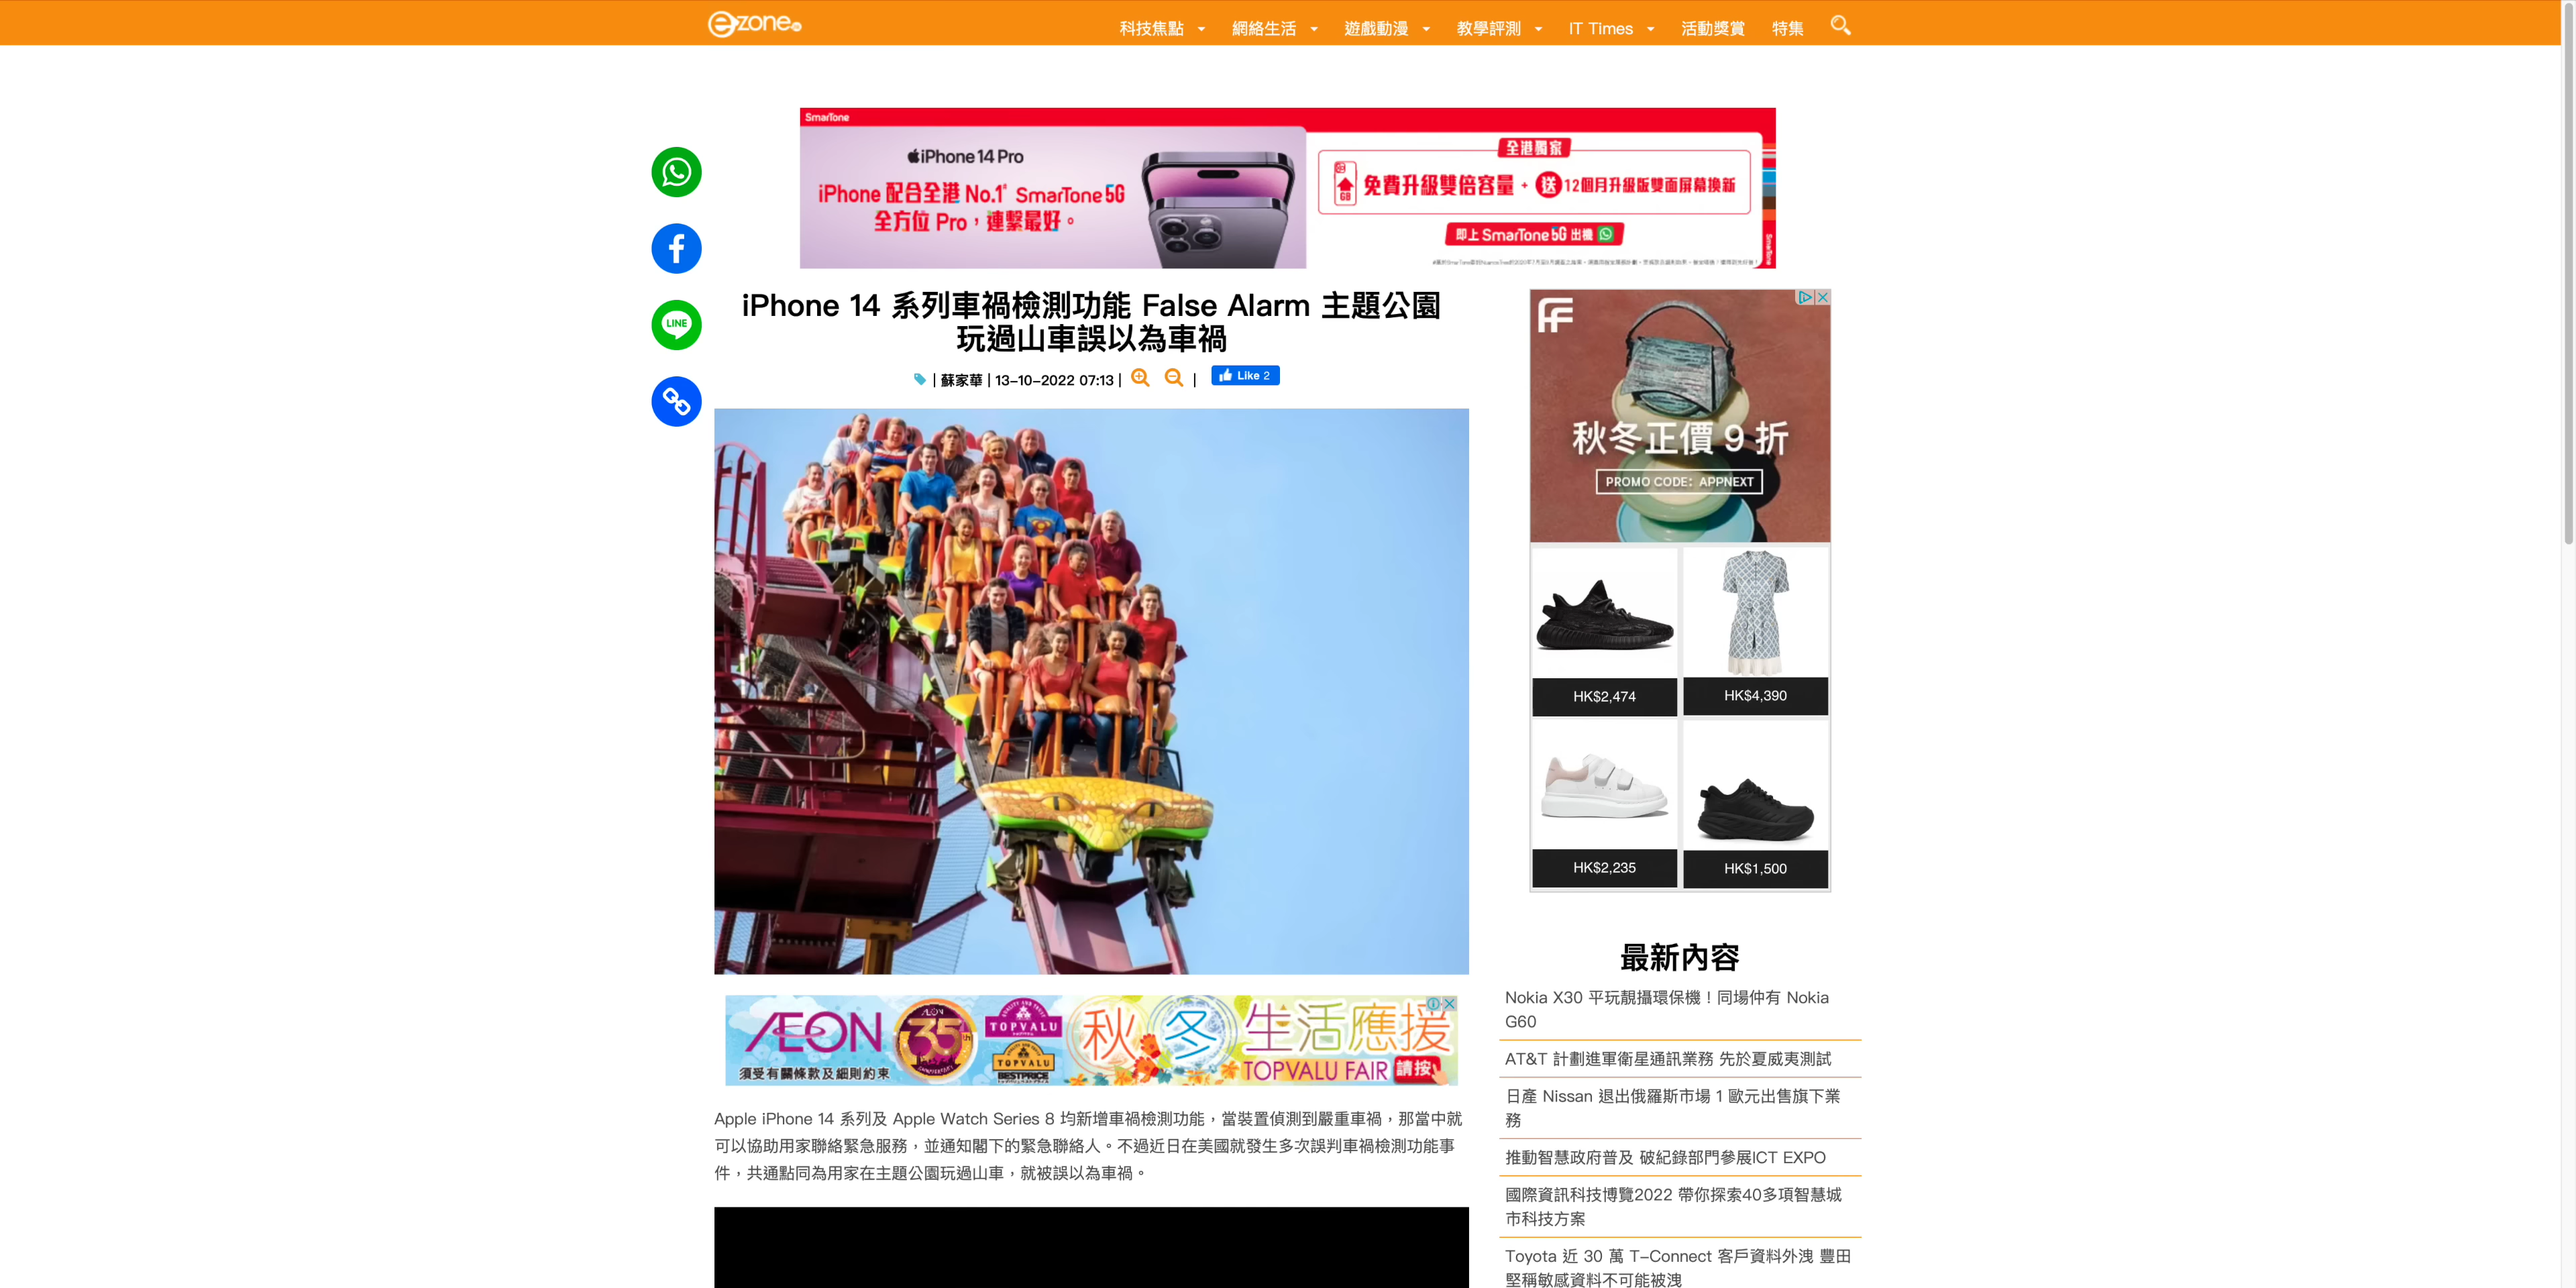 ezone
科技焦點
網絡生活
遊戲動漫
教學評測
IT Times
活動獎賞
特集
SmarTone
iPhone 14 Pro
iPhone 配合全港 No.1# SmarTone 5G
全方位 Pro，連繫最好。
全港獨家
免費升級雙倍容量 + 送 12個月升級版雙面屏幕換新
GB
即上 SmarTone 5G 出機
SmarTone
LINE
iPhone 14 系列車禍檢測功能 False Alarm 主題公園
玩過山車誤以為車禍
| 蘇家華 | 13-10-2022 07:13 | | Like 2
秋冬正價 9 折
PROMO CODE: APPNEXT
HK$2,474
HK$4,390
HK$2,235
HK$1,500
ÆON
ÆON 35th ANNIVERSARY
TOPVALU
TOPVALU
BESTPRICE
秋冬生活應援
須受有關條款及細則約束
TOPVALU FAIR 請按
Apple iPhone 14 系列及 Apple Watch Series 8 均新增車禍檢測功能，當裝置偵測到嚴重車禍，那當中就
可以協助用家聯絡緊急服務，並通知閣下的緊急聯絡人。不過近日在美國就發生多次誤判車禍檢測功能事
件，共通點同為用家在主題公園玩過山車，就被誤以為車禍。
最新內容
Nokia X30 平玩靚攝環保機！同場仲有 Nokia
G60
AT&T 計劃進軍衛星通訊業務 先於夏威夷測試
日產 Nissan 退出俄羅斯市場 1 歐元出售旗下業
務
推動智慧政府普及 破紀錄部門參展ICT EXPO
國際資訊科技博覽2022 帶你探索40多項智慧城
市科技方案
Toyota 近 30 萬 T-Connect 客戶資料外洩 豐田
堅稱敏感資料不可能被洩